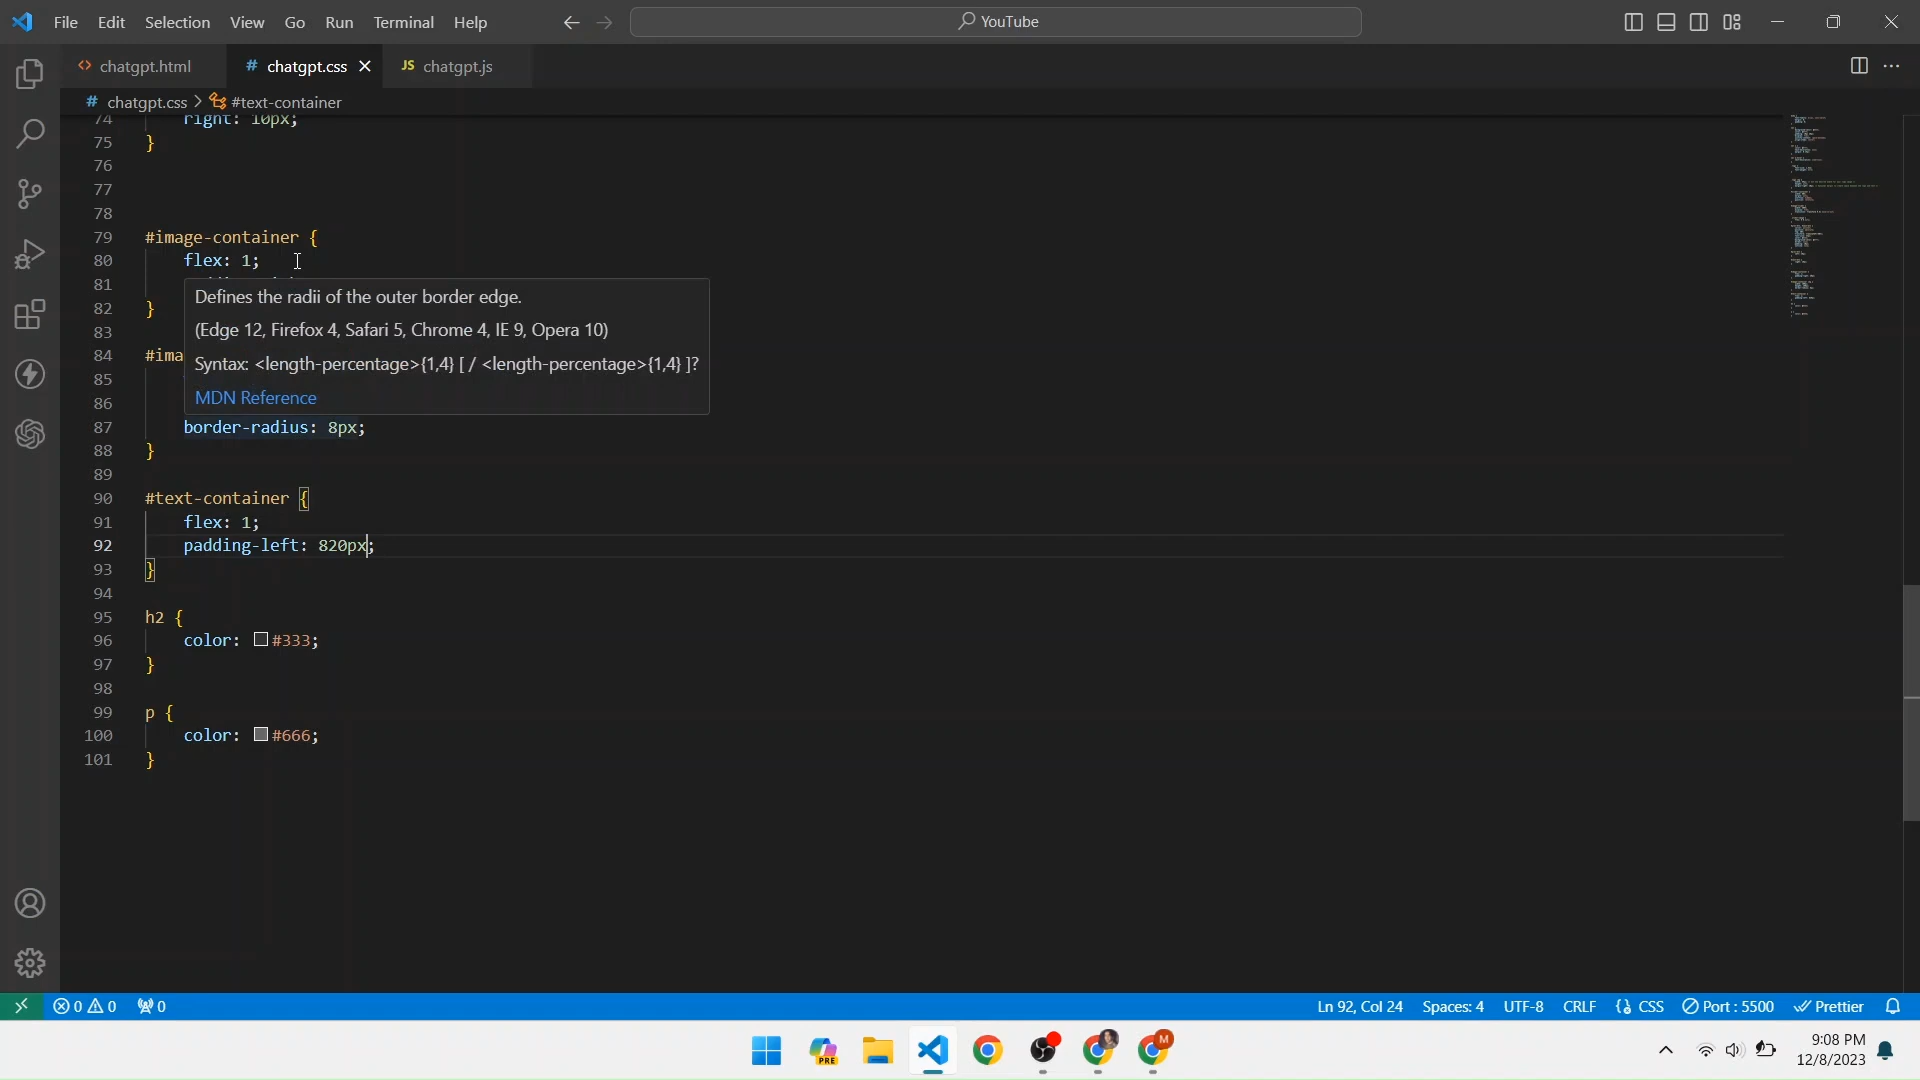 File Edit Selection View Go Run Terminal Help YouTube
chatgpt.html # chatgpt.css JS chatgpt.js
# chatgpt.css > #text-container
74 right: 10px;
75 }
76
77
78
79 #image-container {
80 flex: 1;
81
82 }
83
84 #ima
85
86
Defines the radii of the outer border edge.
(Edge 12, Firefox 4, Safari 5, Chrome 4, IE 9, Opera 10)
Syntax: <length-percentage>{1,4} [ / <length-percentage>{1,4} ]?
MDN Reference
87 border-radius: 8px;
88 }
89
90 #text-container {
91 flex: 1;
92 padding-left: 820px;
93 }
94
95 h2 {
96 color: #333;
97 }
98
99 p {
100 color: #666;
101 }
0 0 0 Ln 92, Col 24 Spaces: 4 UTF-8 CRLF CSS Port : 5500 Prettier
PRE M 9:08 PM
12/8/2023